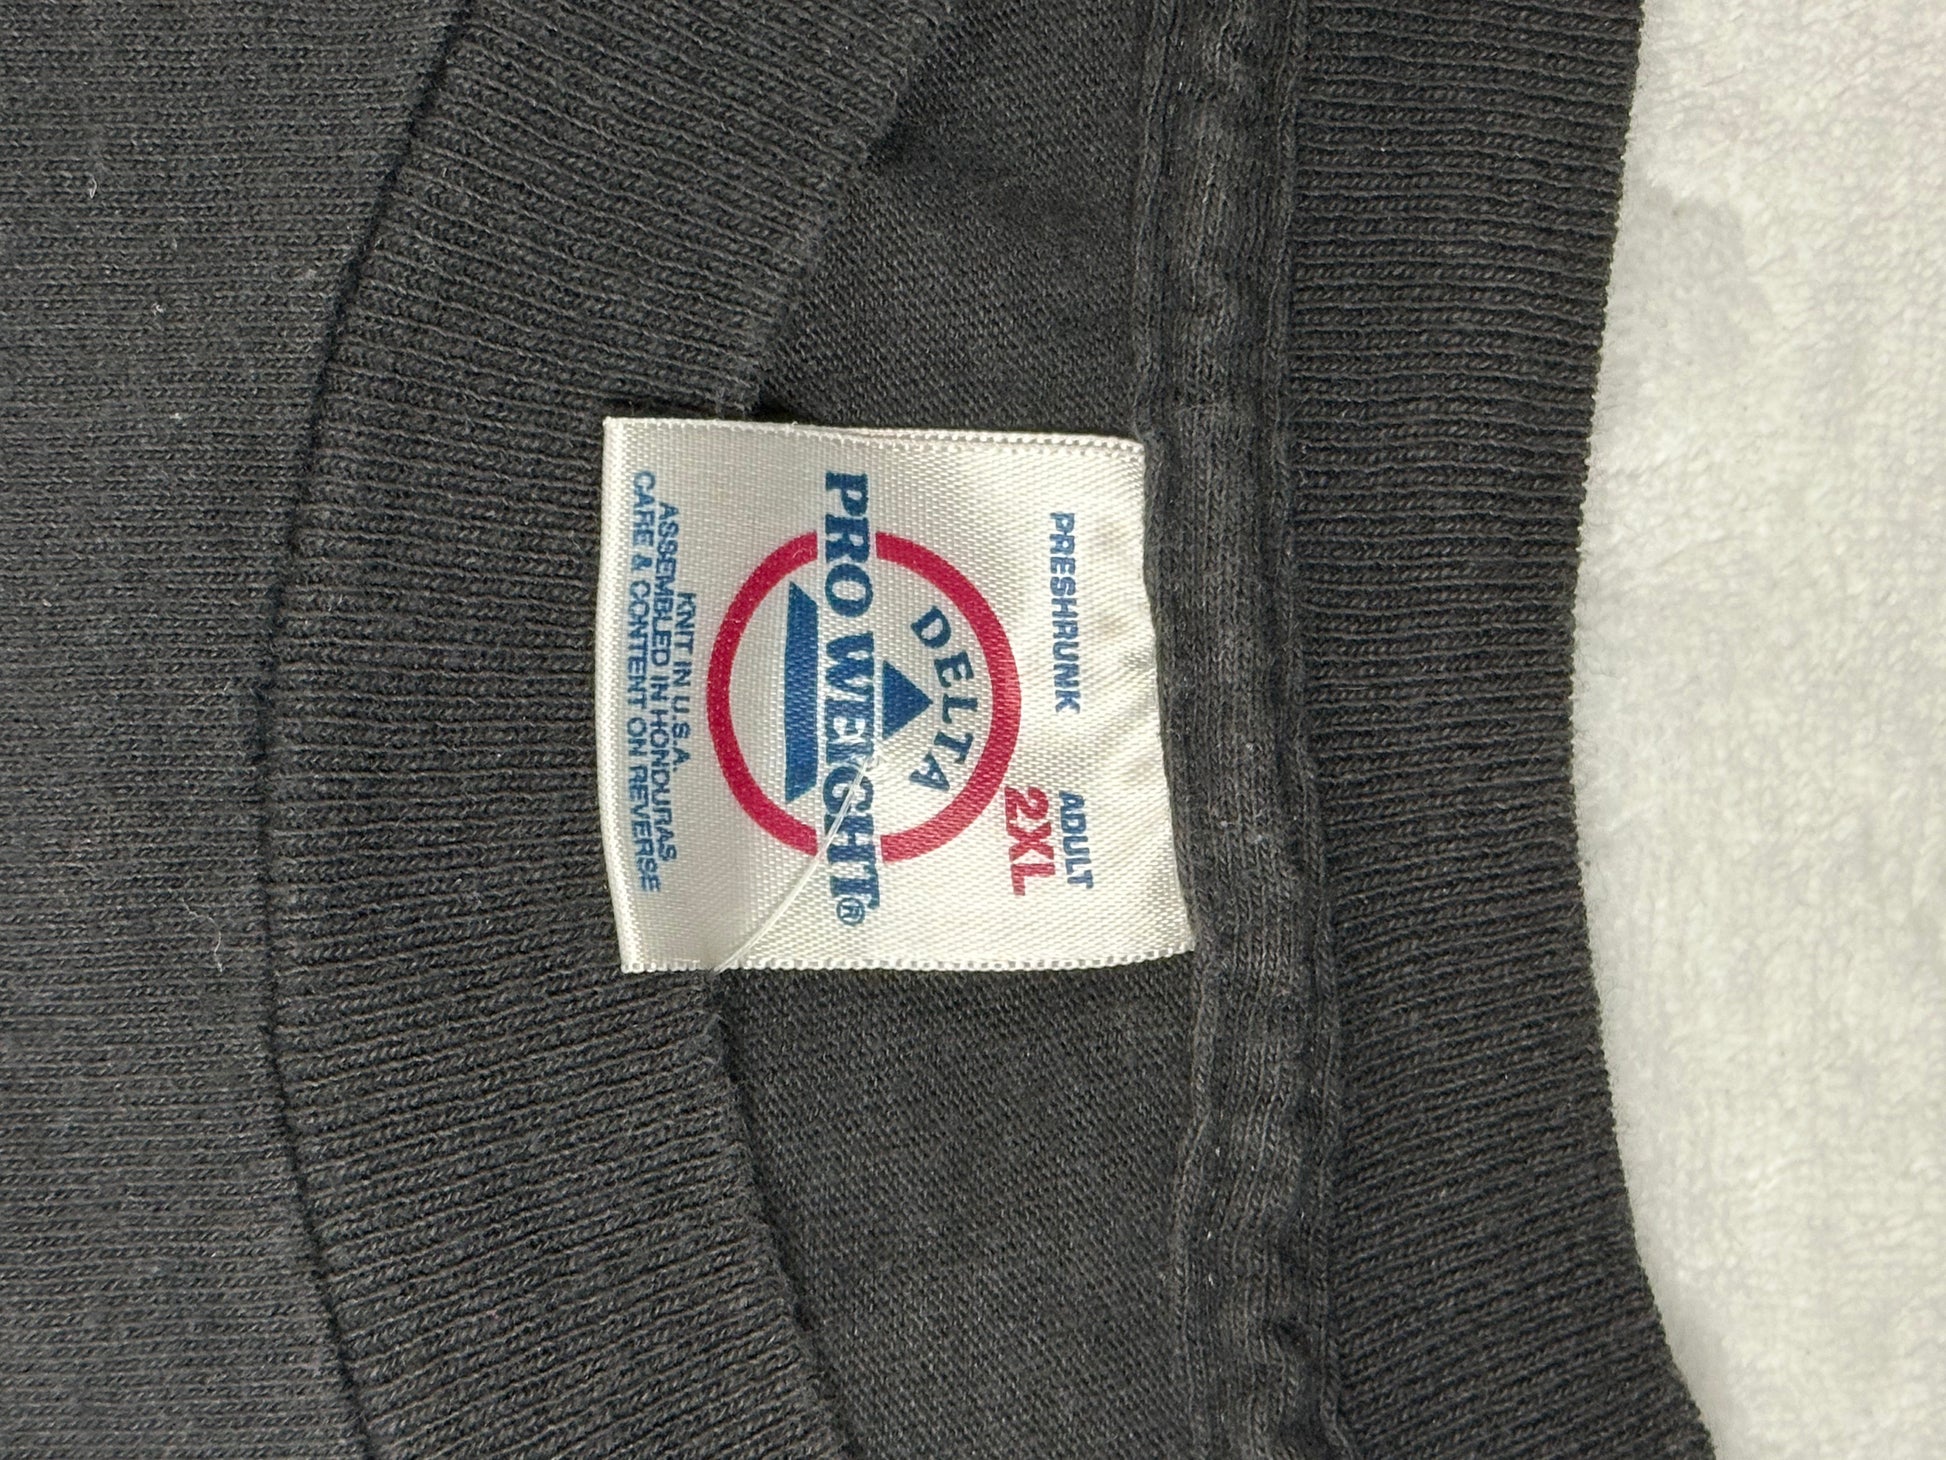 PRESHRUNK
ADULT
2XL
DELTA
PRO WEIGHT®
KNIT IN U.S.A.
ASSEMBLED IN HONDURAS
CARE & CONTENT ON REVERSE